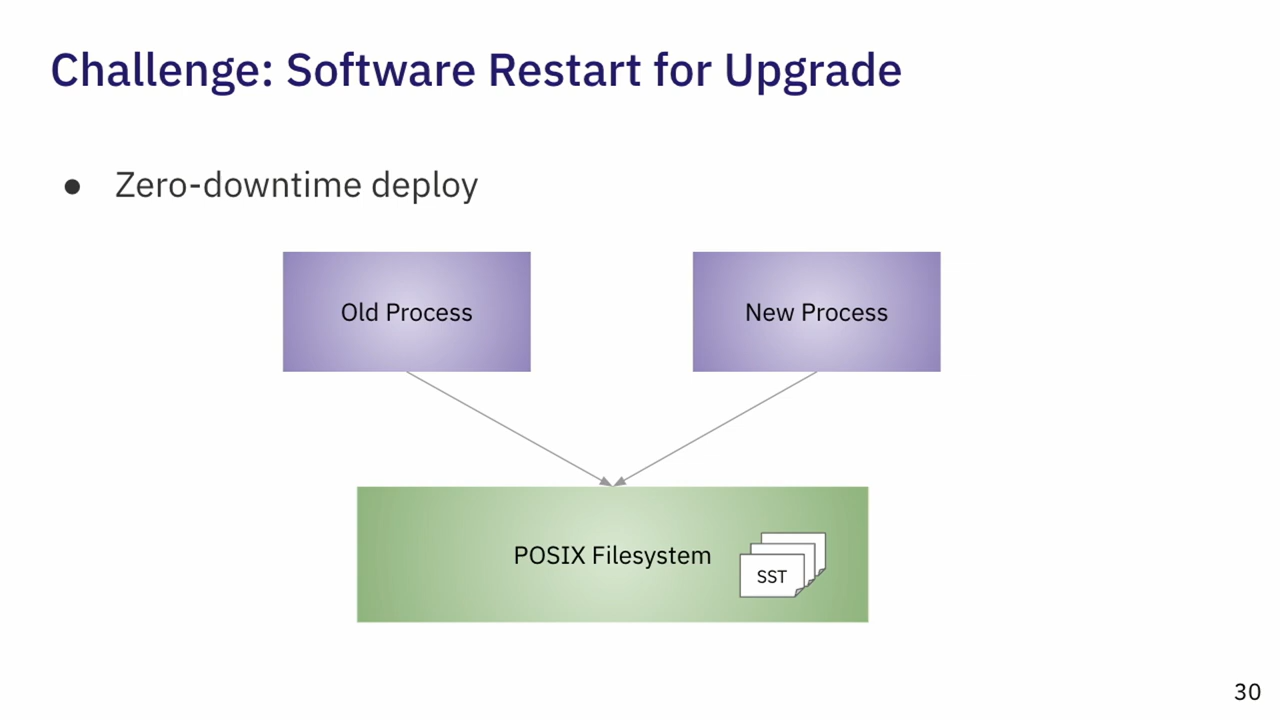 Challenge: Software Restart for Upgrade
● Zero-downtime deploy
Old Process
New Process
POSIX Filesystem
SST
30